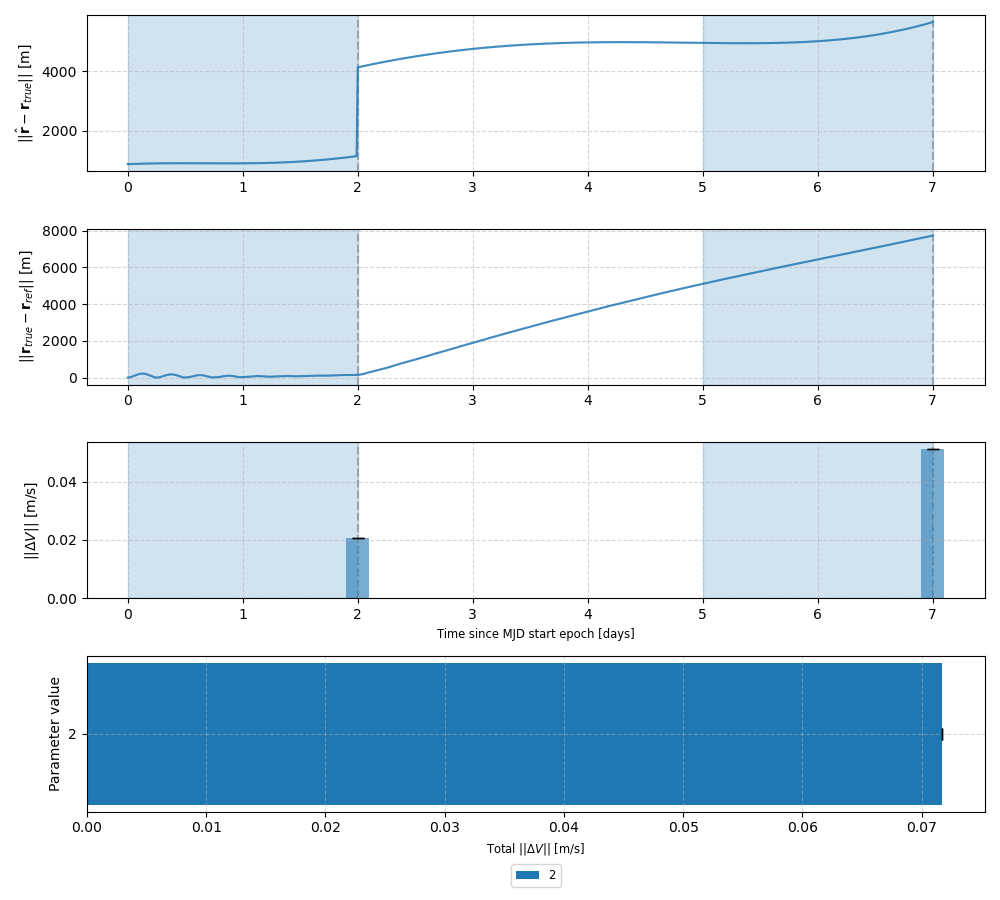 ||r̂ − r_true|| [m]
4000
2000
0 1 2 3 4 5 6 7
||r_true − r_ref|| [m]
8000
6000
4000
2000
0
0 1 2 3 4 5 6 7
||ΔV|| [m/s]
0.04
0.02
0.00
0 1 2 3 4 5 6 7
Time since MJD start epoch [days]
Parameter value
2
0.00 0.01 0.02 0.03 0.04 0.05 0.06 0.07
Total ||ΔV|| [m/s]
2